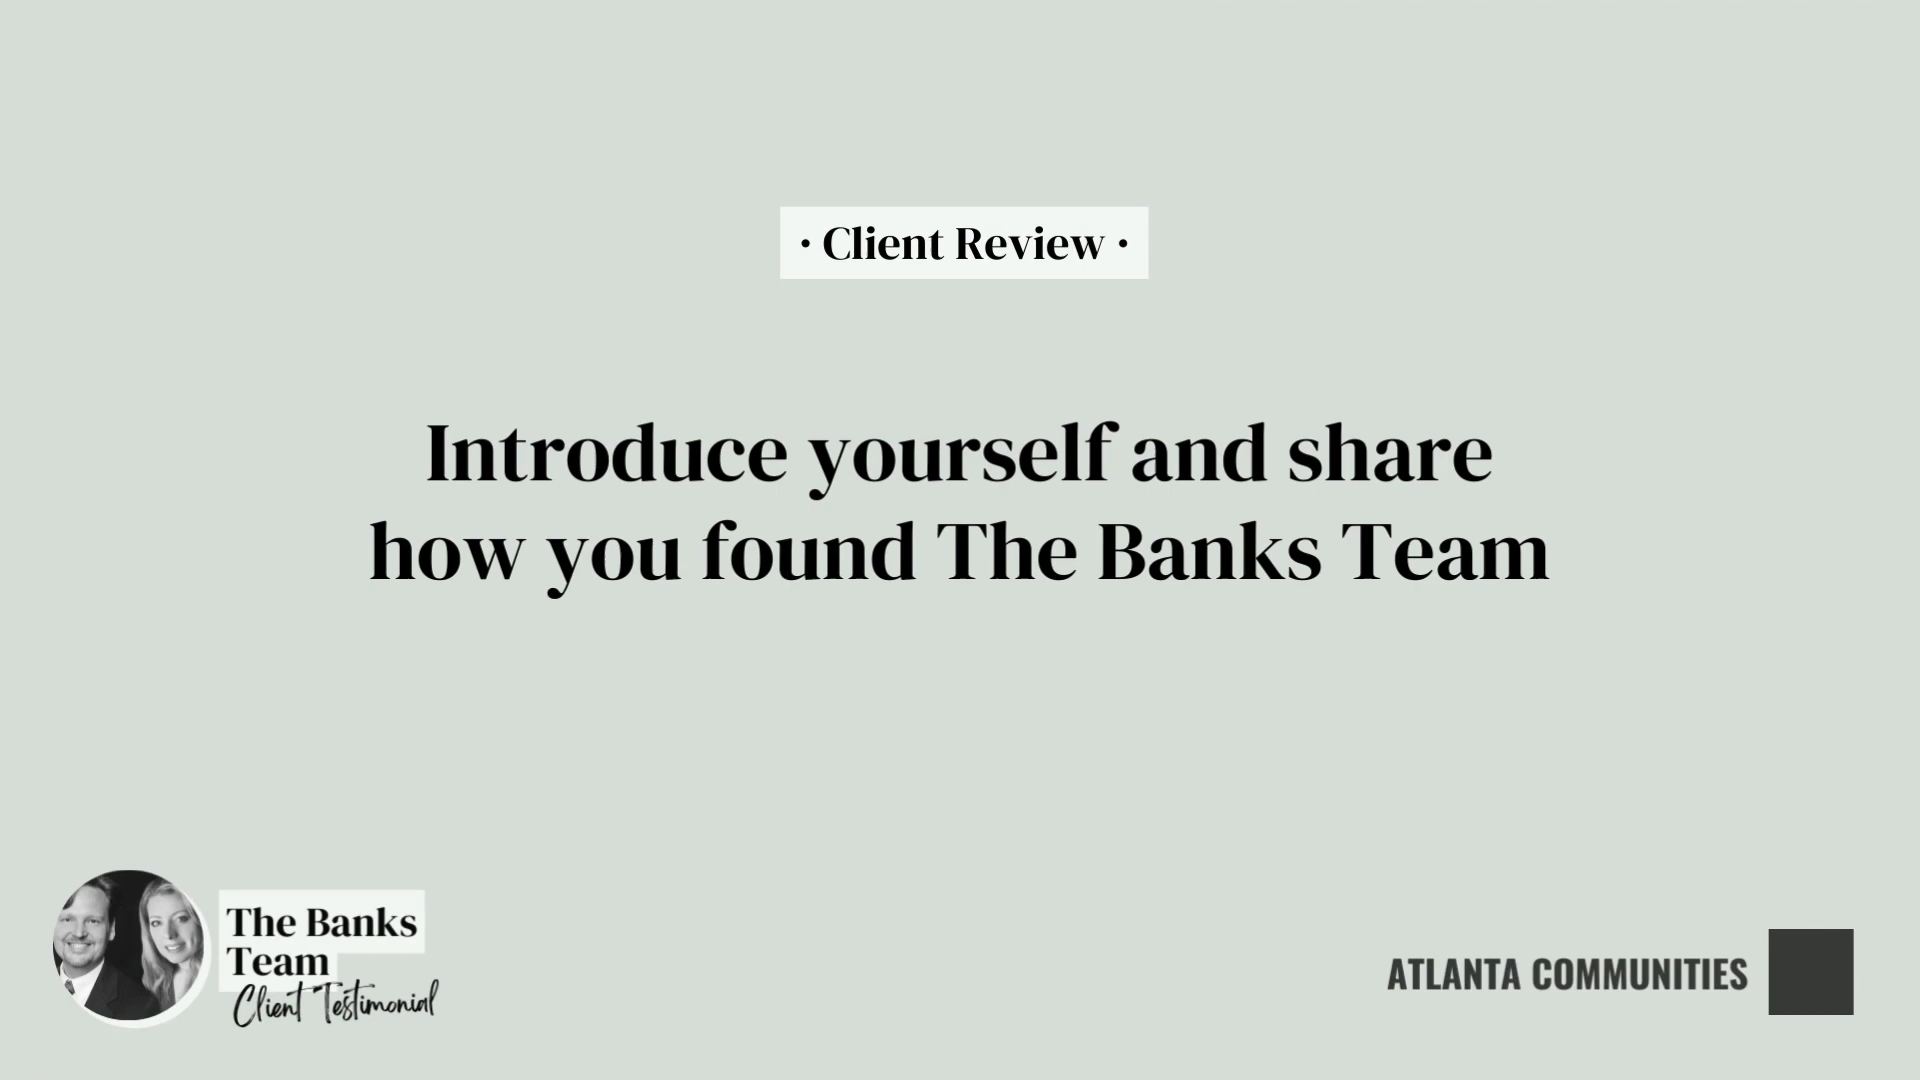 · Client Review ·
Introduce yourself and share
how you found The Banks Team
The Banks
Team
Client Testimonial
ATLANTA COMMUNITIES